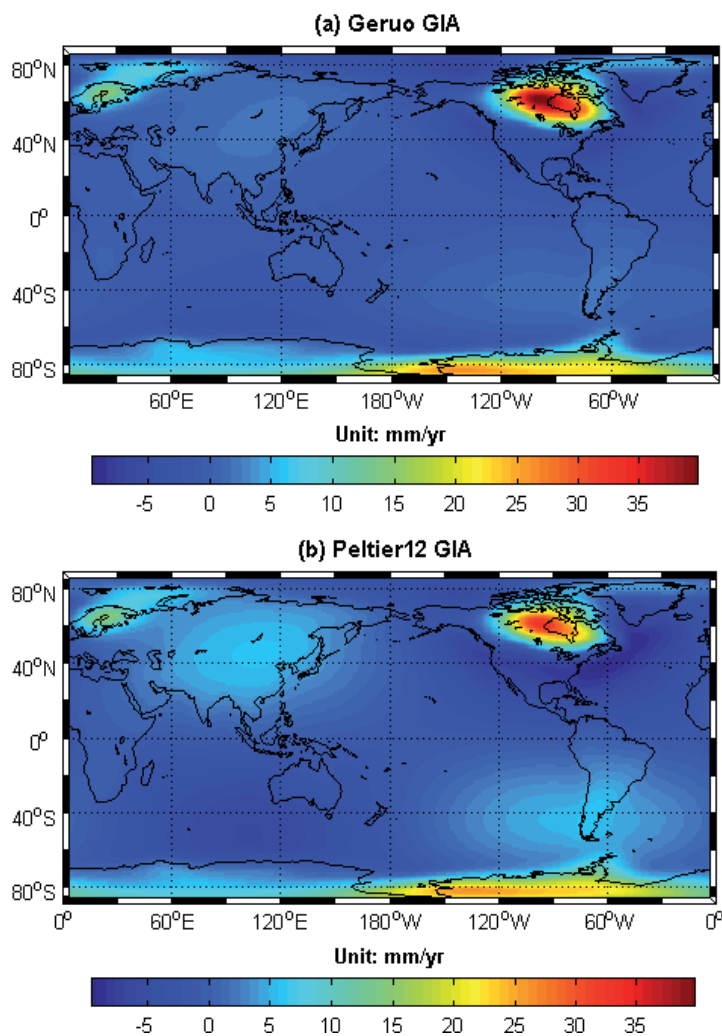 (a) Geruo GIA
80°N
40°N
0°
40°S
80°S
60°E 120°E 180°W 120°W 60°W
Unit: mm/yr
-5 0 5 10 15 20 25 30 35
(b) Peltier12 GIA
80°N
40°N
0°
40°S
80°S
0° 60°E 120°E 180°W 120°W 60°W 0°
Unit: mm/yr
-5 0 5 10 15 20 25 30 35